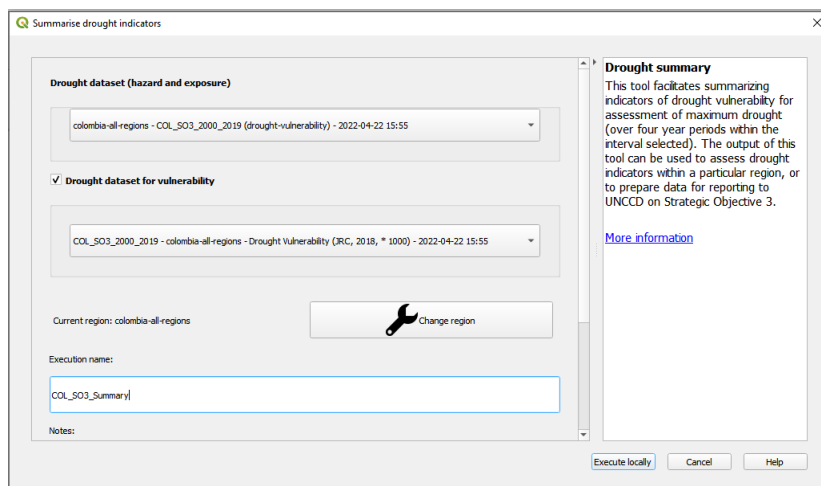 Summarise drought indicators
Drought dataset (hazard and exposure)
colombia-all-regions - COL_SO3_2000_2019 (drought-vulnerability) - 2022-04-22 15:55
Drought dataset for vulnerability
COL_SO3_2000_2019 - colombia-all-regions - Drought Vulnerability (JRC, 2018, * 1000) - 2022-04-22 15:55
Current region: colombia-all-regions
Change region
Execution name:
COL_SO3_Summary
Notes:
Drought summary
This tool facilitates summarizing
indicators of drought vulnerability for
assessment of maximum drought
(over four year periods within the
interval selected). The output of this
tool can be used to assess drought
indicators within a particular region, or
to prepare data for reporting to
UNCCD on Strategic Objective 3.
More information
Execute locally
Cancel
Help